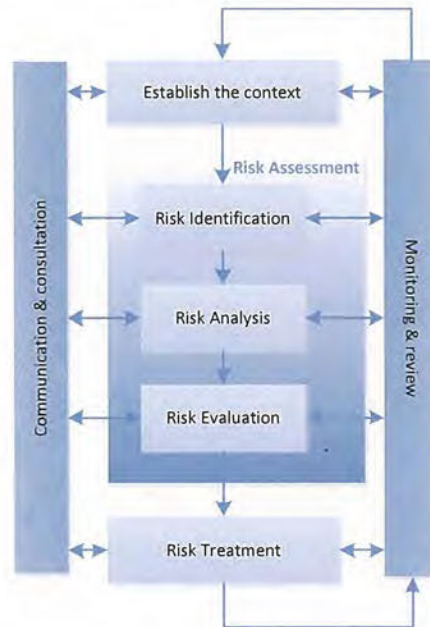 Establish the context
Risk Assessment
Communication & consultation
Risk Identification
Monitoring & review
Risk Analysis
Risk Evaluation
Risk Treatment